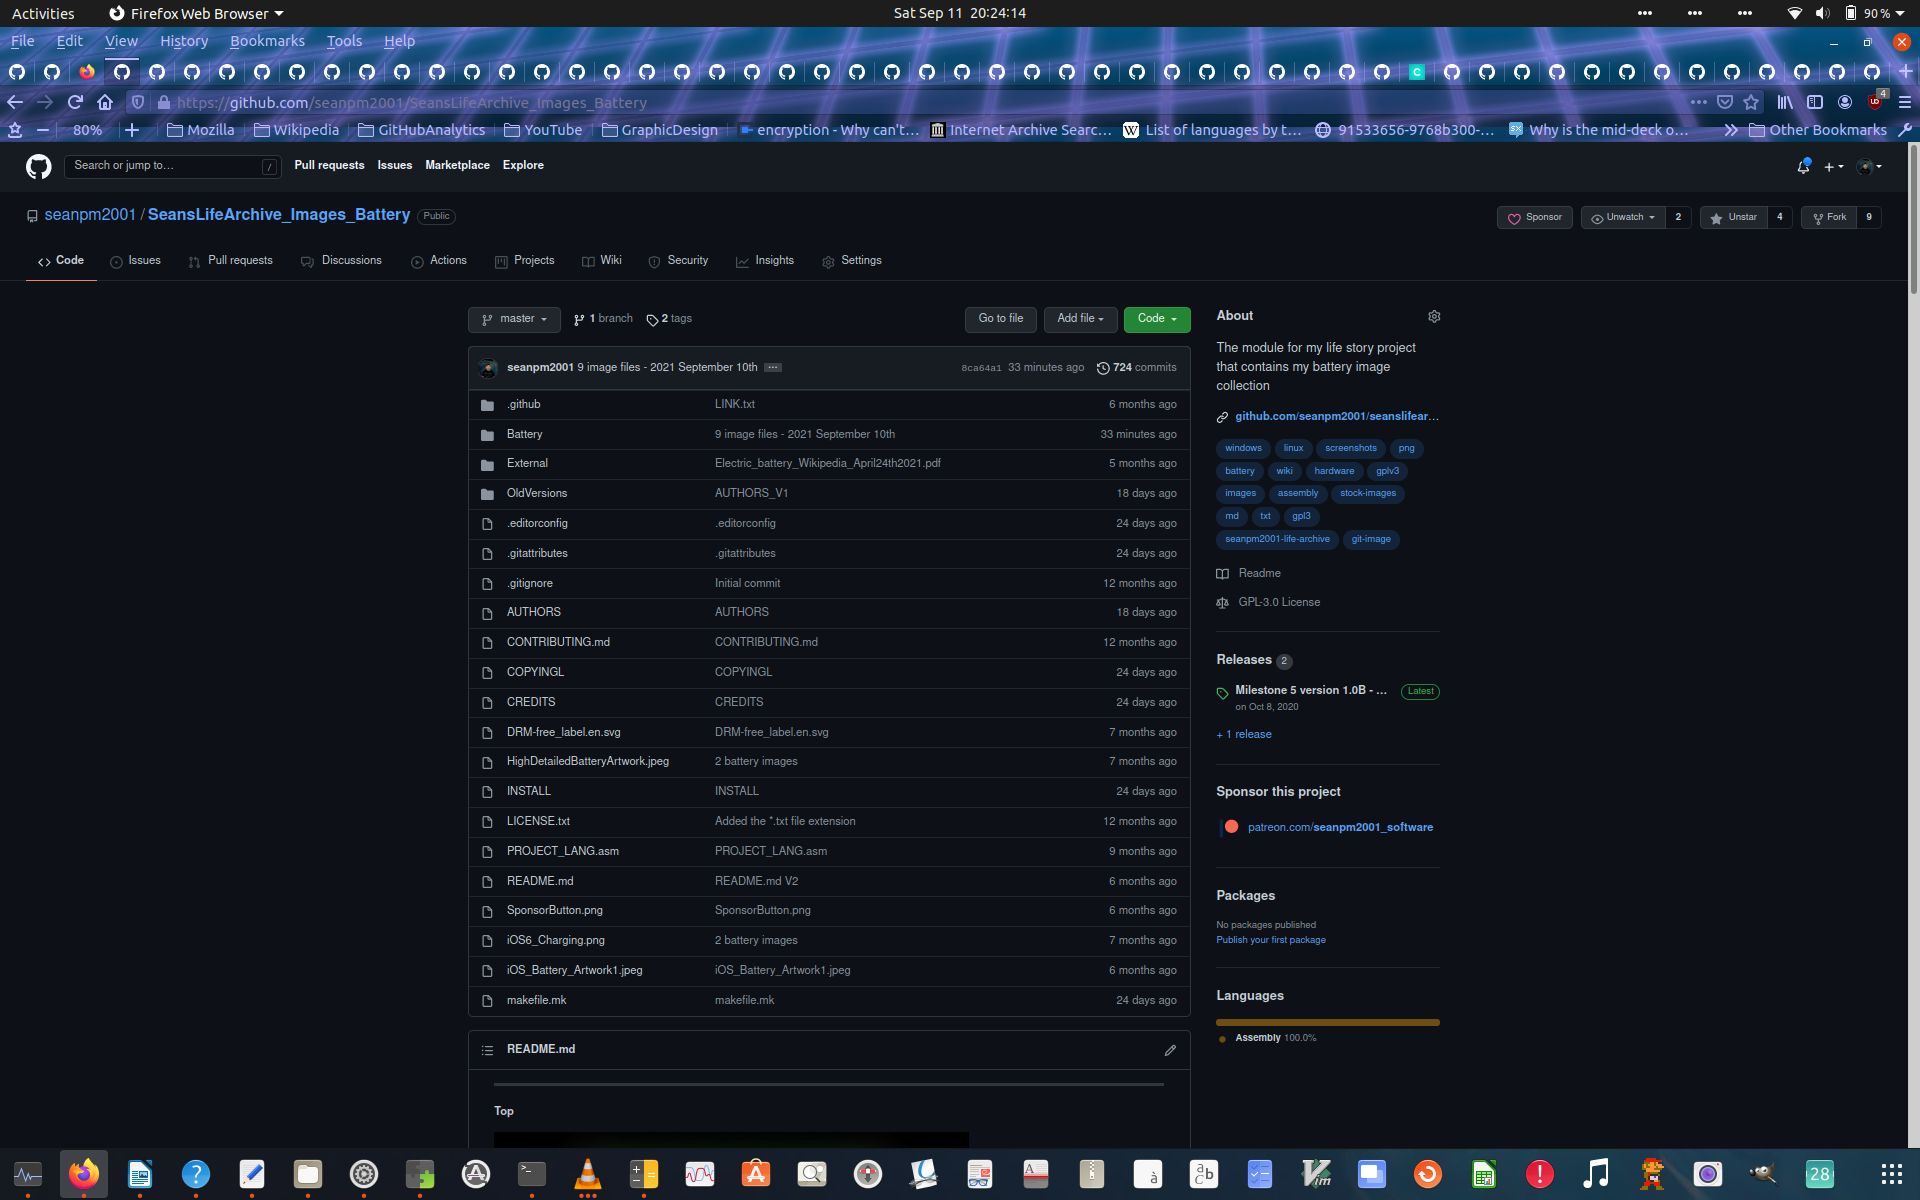 Activities Firefox Web Browser Sat Sep 11 20:24:14 90 %
File Edit View History Bookmarks Tools Help
https://github.com/seanpm2001/SeansLifeArchive_Images_Battery 4
80% Mozilla Wikipedia GitHubAnalytics YouTube GraphicDesign encryption - Why can't… Internet Archive Searc… List of languages by t… 91533656-9768b300-… Why is the mid-deck o… Other Bookmarks
Search or jump to… / Pull requests Issues Marketplace Explore
seanpm2001 / SeansLifeArchive_Images_Battery Public Sponsor Unwatch 2 Unstar 4 Fork 9
Code Issues Pull requests Discussions Actions Projects Wiki Security Insights Settings
master 1 branch 2 tags Go to file Add file Code
seanpm2001 9 image files - 2021 September 10th 8ca64a1 33 minutes ago 724 commits
.github LINK.txt 6 months ago
Battery 9 image files - 2021 September 10th 33 minutes ago
External Electric_battery_Wikipedia_April24th2021.pdf 5 months ago
OldVersions AUTHORS_V1 18 days ago
.editorconfig .editorconfig 24 days ago
.gitattributes .gitattributes 24 days ago
.gitignore Initial commit 12 months ago
AUTHORS AUTHORS 18 days ago
CONTRIBUTING.md CONTRIBUTING.md 12 months ago
COPYINGL COPYINGL 24 days ago
CREDITS CREDITS 24 days ago
DRM-free_label.en.svg DRM-free_label.en.svg 7 months ago
HighDetailedBatteryArtwork.jpeg 2 battery images 7 months ago
INSTALL INSTALL 24 days ago
LICENSE.txt Added the *.txt file extension 12 months ago
PROJECT_LANG.asm PROJECT_LANG.asm 9 months ago
README.md README.md V2 6 months ago
SponsorButton.png SponsorButton.png 6 months ago
iOS6_Charging.png 2 battery images 7 months ago
iOS_Battery_Artwork1.jpeg iOS_Battery_Artwork1.jpeg 6 months ago
makefile.mk makefile.mk 24 days ago
README.md
Top
About
The module for my life story project
that contains my battery image
collection
github.com/seanpm2001/seanslifear…
windows linux screenshots png
battery wiki hardware gplv3
images assembly stock-images
md txt gpl3
seanpm2001-life-archive git-image
Readme
GPL-3.0 License
Releases 2
Milestone 5 version 1.0B - … Latest
on Oct 8, 2020
+ 1 release
Sponsor this project
patreon.com/seanpm2001_software
Packages
No packages published
Publish your first package
Languages
Assembly 100.0%
28